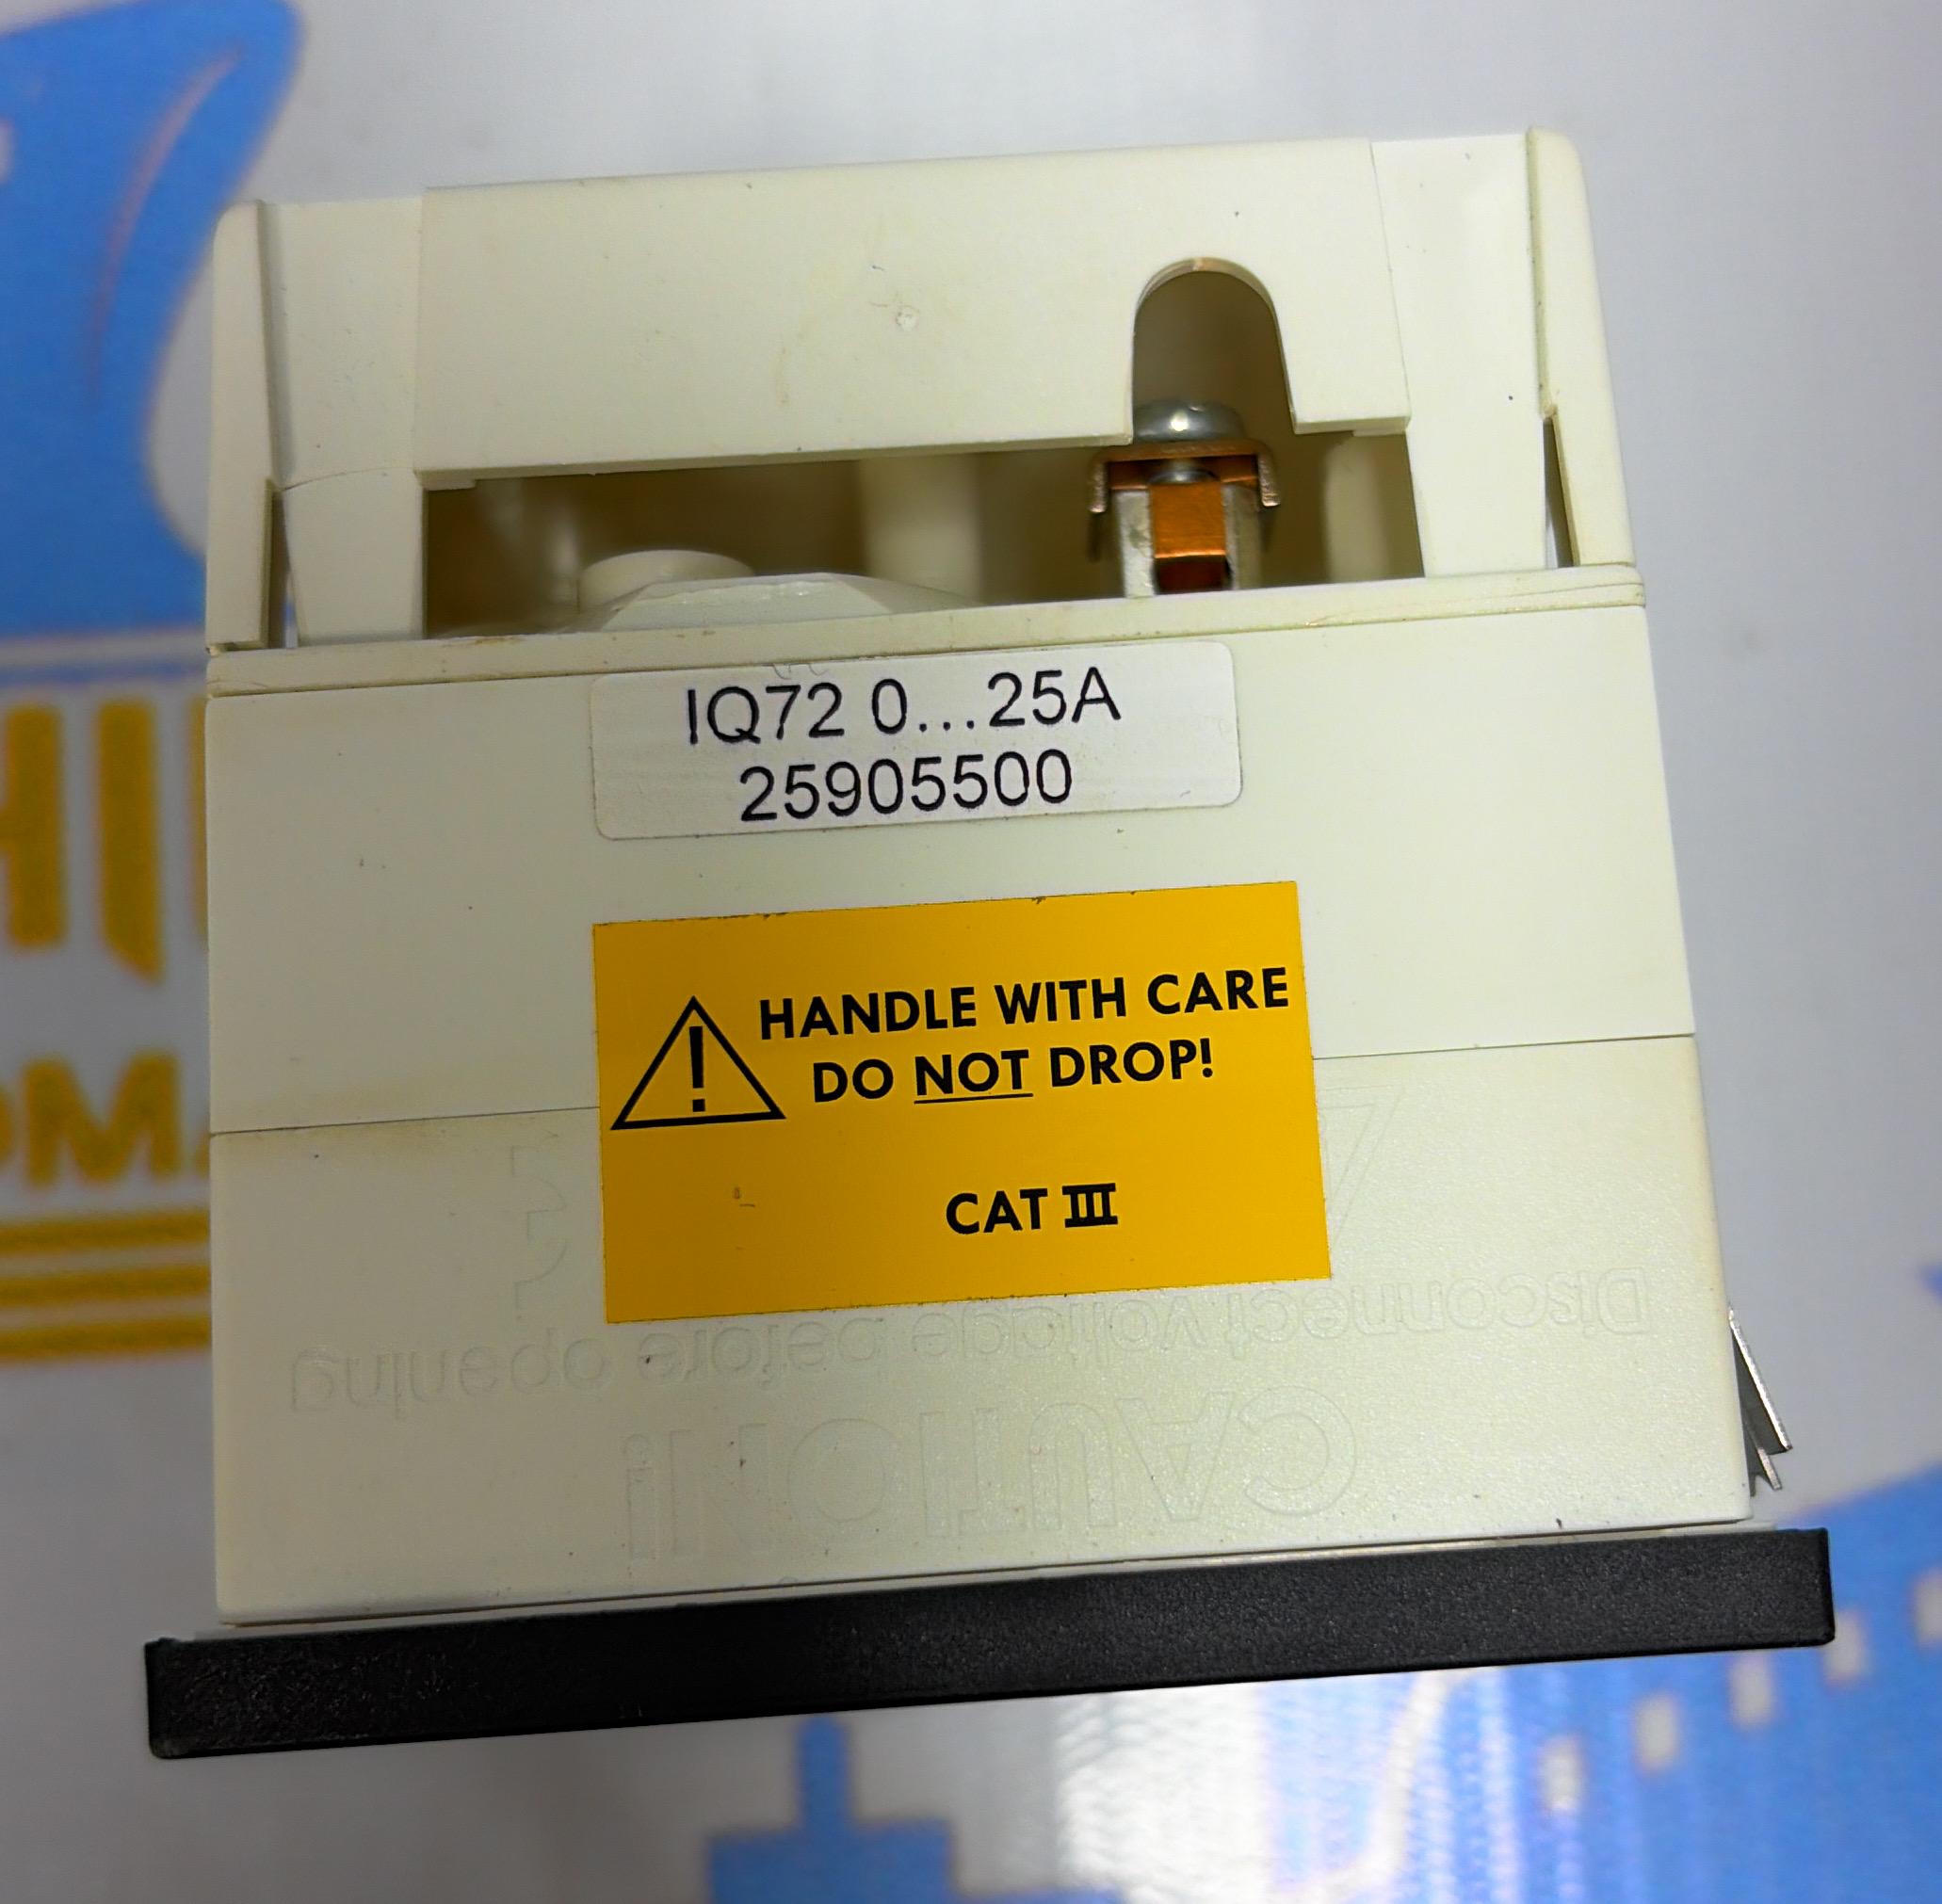 IQ72 0...25A
25905500
HANDLE WITH CARE
DO NOT DROP!
CAT III
CAUTION!
Disconnect voltage before opening